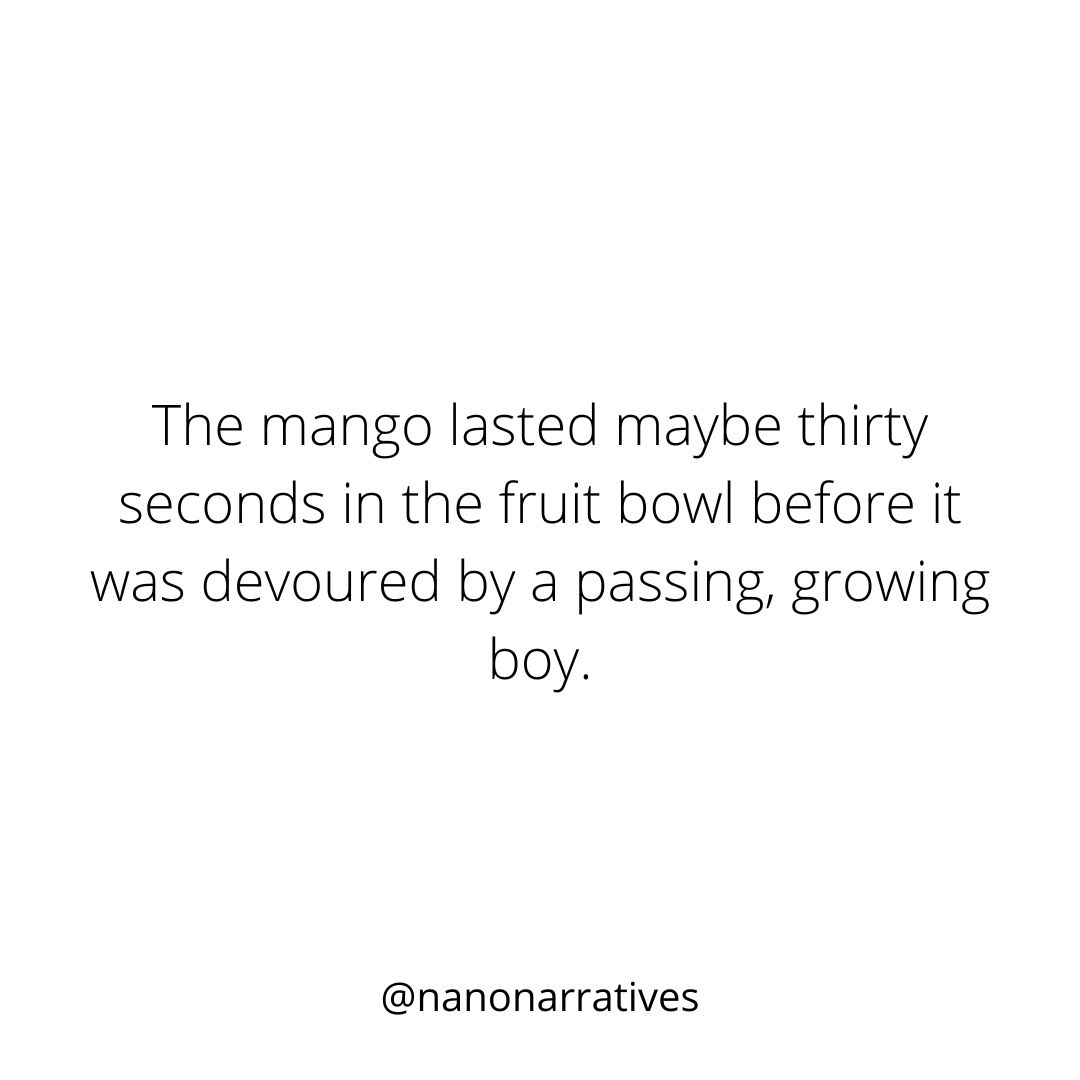 The mango lasted maybe thirty
seconds in the fruit bowl before it
was devoured by a passing, growing
boy.
@nanonarratives